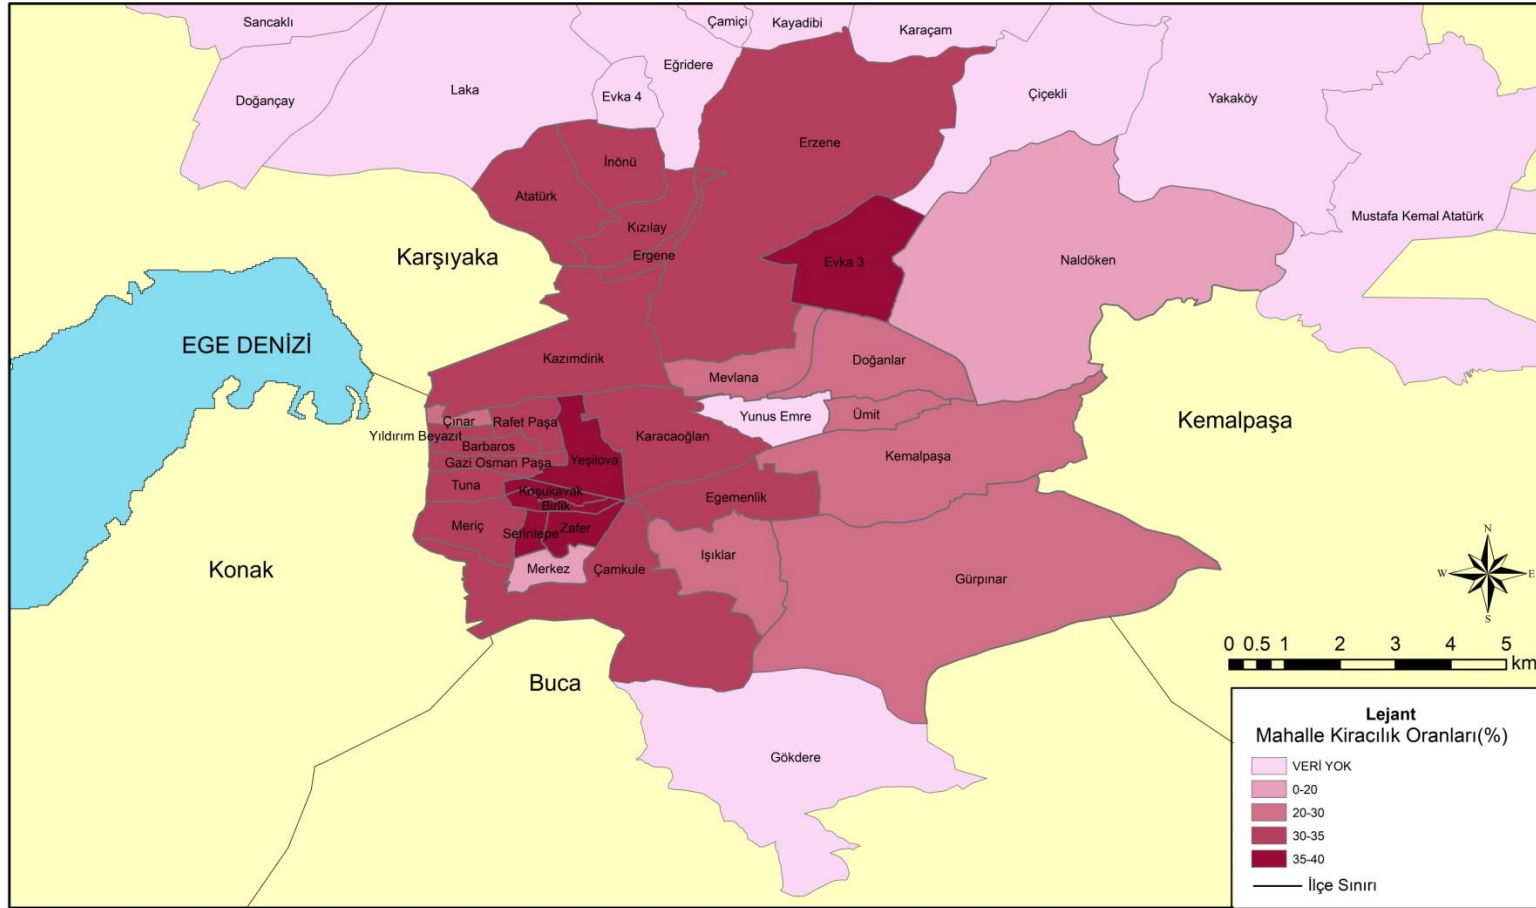 Sancaklı
Çamiçi
Kayadibi
Karaçam
Eğridere
Doğançay
Laka
Evka 4
Çiçekli
Yakaköy
Erzene
İnönü
Atatürk
Mustafa Kemal Atatürk
Kızılay
Karşıyaka
Ergene
Evka 3
Naldöken
EGE DENİZİ
Kazımdirik
Doğanlar
Mevlana
Yunus Emre
Ümit
Kemalpaşa
Çınar
Rafet Paşa
Yıldırım Beyazıt
Karacaoğlan
Barbaros
Gazi Osman Paşa
Yeşilova
Kemalpaşa
Tuna
Koşukavak
Egemenlik
Birlik
Meriç
Serintepe
Zafer
Işıklar
Konak
Merkez
Çamkule
Gürpınar
N
W
E
S
Buca
0 0.5 1 2 3 4 5
km
Gökdere
Lejant
Mahalle Kiracılık Oranları(%)
VERİ YOK
0-20
20-30
30-35
35-40
İlçe Sınırı